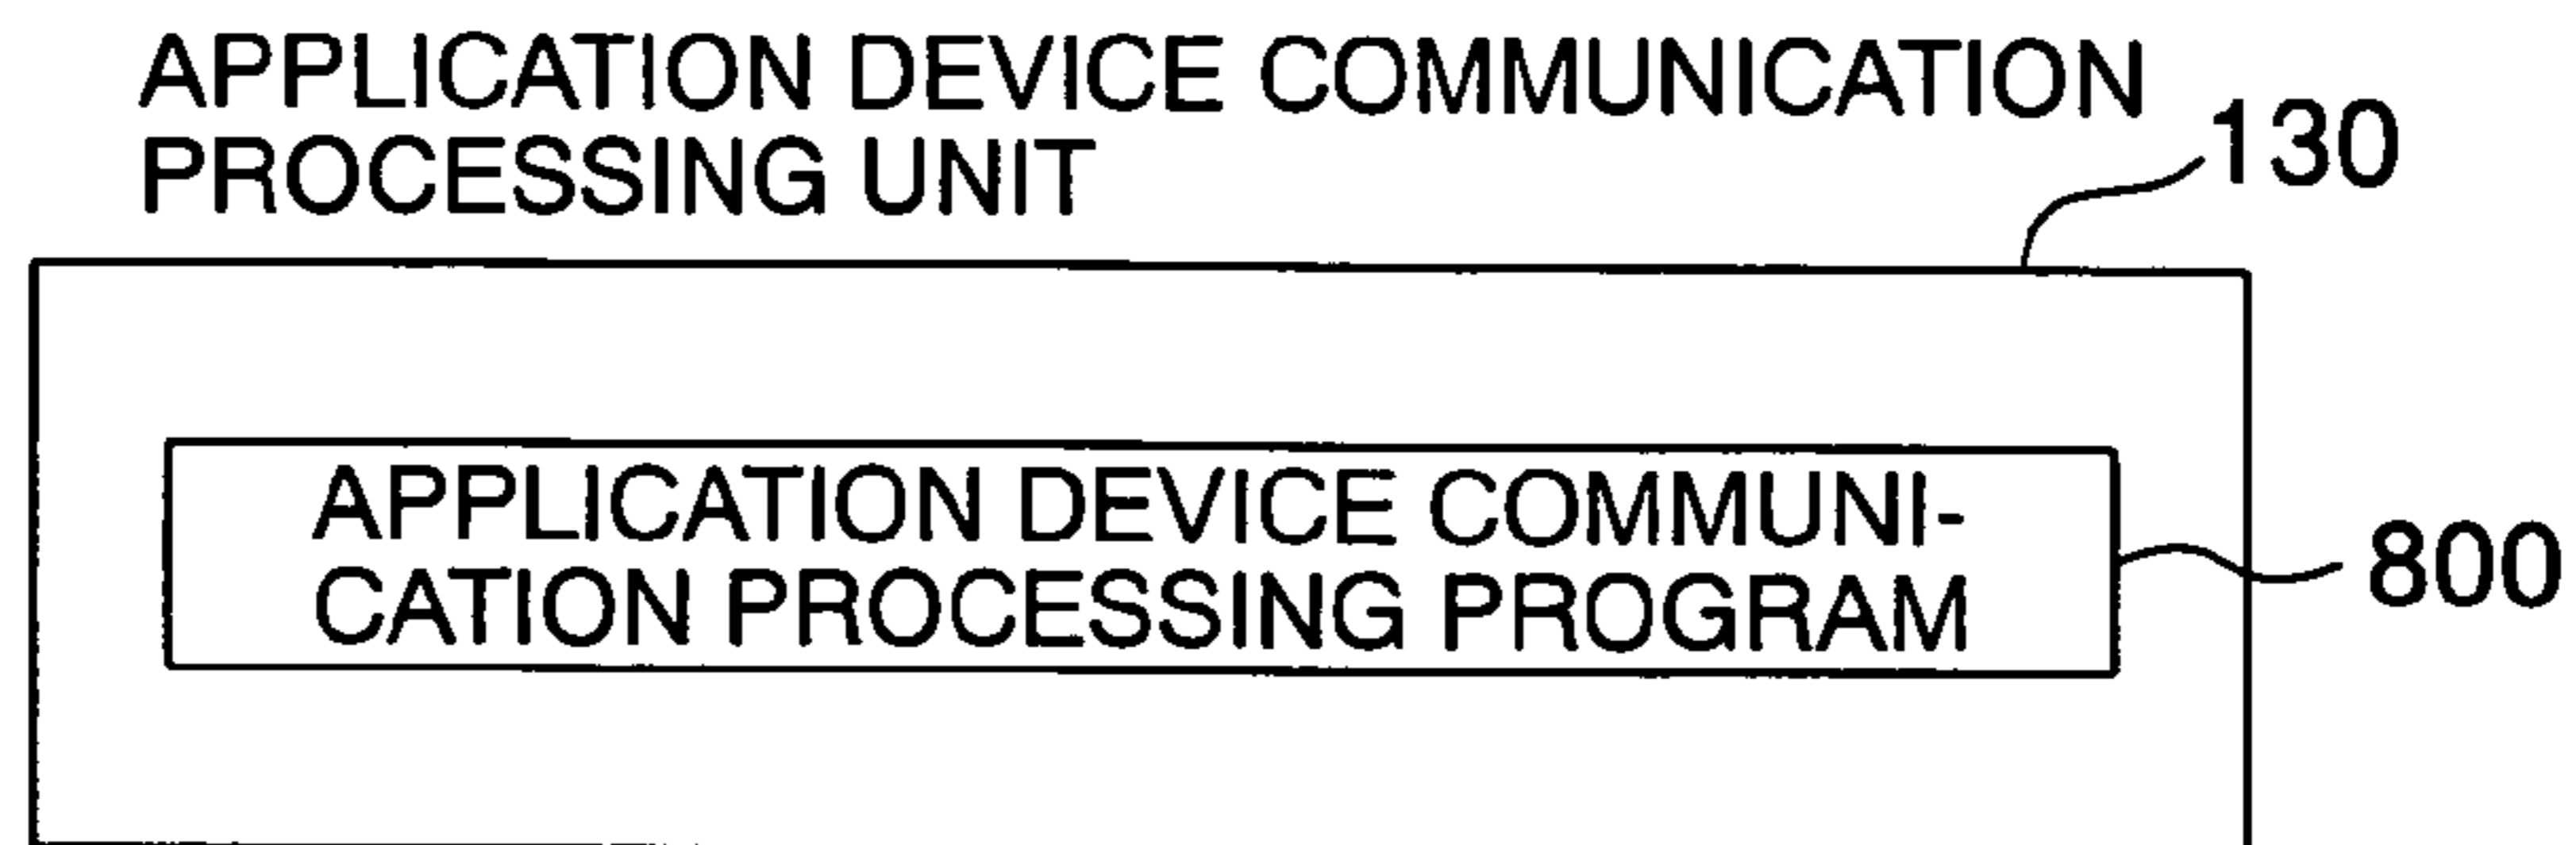 APPLICATION DEVICE COMMUNICATION
PROCESSING UNIT
130
APPLICATION DEVICE COMMUNI-
CATION PROCESSING PROGRAM
800